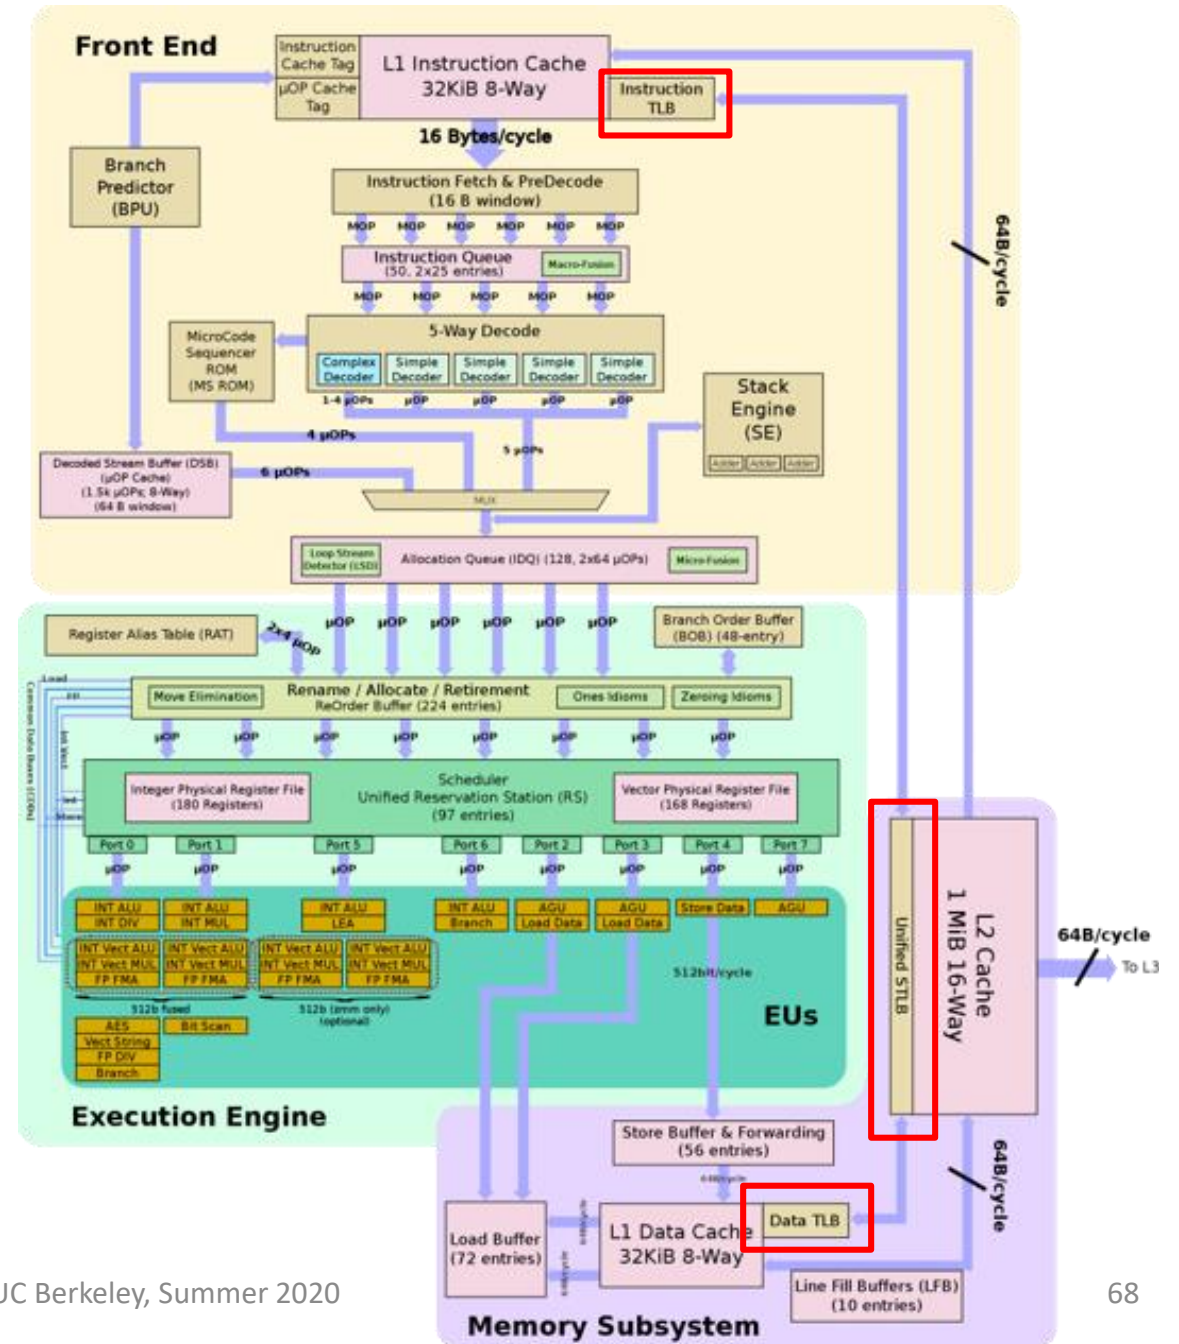 Front End
Instruction
Cache Tag
µOP Cache
Tag
L1 Instruction Cache
32KiB 8-Way
Instruction
TLB
16 Bytes/cycle
Branch
Predictor
(BPU)
Instruction Fetch & PreDecode
(16 B window)
MOP MOP MOP MOP MOP MOP
Instruction Queue
(50, 2x25 entries)
Macro-Fusion
MOP MOP MOP MOP MOP
64B/cycle
MicroCode
Sequencer
ROM
(MS ROM)
5-Way Decode
Complex
Decoder
Simple
Decoder
Simple
Decoder
Simple
Decoder
Simple
Decoder
1-4 µOPs µOP µOP µOP µOP
Stack
Engine
(SE)
Adder Adder Adder
4 µOPs
5 µOPs
Decoded Stream Buffer (DSB)
(µOP Cache)
(1.5k µOPs; 8-Way)
(64 B window)
6 µOPs
MUX
Loop Stream
Detector (LSD)
Allocation Queue (IDQ) (128, 2x64 µOPs)
Micro-Fusion
Register Alias Table (RAT)
2x4 µOP
µOP µOP µOP µOP µOP µOP
Branch Order Buffer
(BOB) (48-entry)
Common Data Buses (CDBs)
Load
Int Vect
Int
Store
Move Elimination
Rename / Allocate / Retirement
ReOrder Buffer (224 entries)
Ones Idioms
Zeroing Idioms
µOP µOP µOP µOP µOP µOP µOP µOP
Integer Physical Register File
(180 Registers)
Scheduler
Unified Reservation Station (RS)
(97 entries)
Vector Physical Register File
(168 Registers)
Port 0 Port 1 Port 5 Port 6 Port 2 Port 3 Port 4 Port 7
µOP µOP µOP µOP µOP µOP µOP µOP
INT ALU
INT DIV
INT ALU
INT MUL
INT ALU
LEA
INT ALU
Branch
AGU
Load Data
AGU
Load Data
Store Data
AGU
INT Vect ALU
INT Vect MUL
FP FMA
INT Vect ALU
INT Vect MUL
FP FMA
INT Vect ALU
INT Vect MUL
FP FMA
INT Vect ALU
INT Vect MUL
FP FMA
512b fused
512b (zmm only)
(optional)
AES
Vect String
FP DIV
Branch
Bit Scan
512bit/cycle
EUs
Execution Engine
Unified STLB
L2 Cache
1 MiB 16-Way
64B/cycle
To L3
Store Buffer & Forwarding
(56 entries)
64B/cycle
64B/cycle
Load Buffer
(72 entries)
L1 Data Cache
32KiB 8-Way
Data TLB
Line Fill Buffers (LFB)
(10 entries)
Memory Subsystem
UC Berkeley, Summer 2020
68